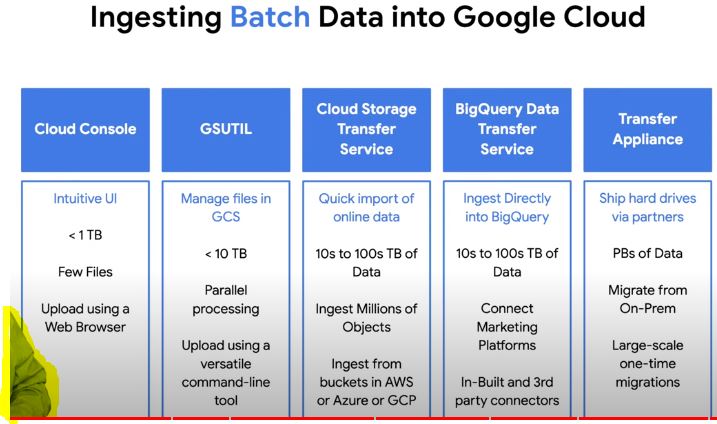 Ingesting Batch Data into Google Cloud
Cloud Console
Intuitive UI
< 1 TB
Few Files
Upload using a
Web Browser
GSUTIL
Manage files in
GCS
< 10 TB
Parallel
processing
Upload using a
versatile
command-line
tool
Cloud Storage
Transfer
Service
Quick import of
online data
10s to 100s TB of
Data
Ingest Millions of
Objects
Ingest from
buckets in AWS
or Azure or GCP
BigQuery Data
Transfer
Service
Ingest Directly
into BigQuery
10s to 100s TB of
Data
Connect
Marketing
Platforms
In-Built and 3rd
party connectors
Transfer
Appliance
Ship hard drives
via partners
PBs of Data
Migrate from
On-Prem
Large-scale
one-time
migrations